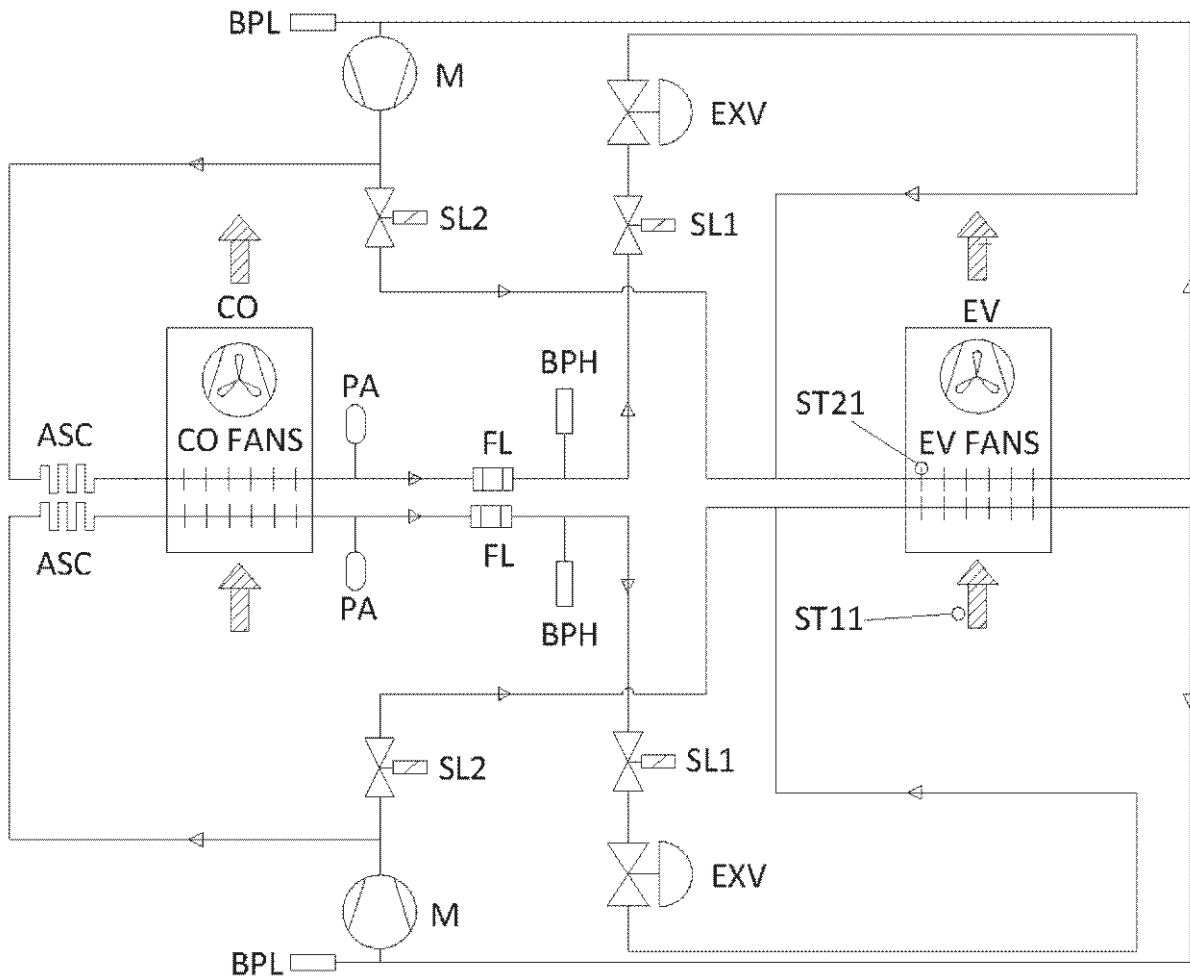 BPL
M
EXV
SL2
SL1
CO
EV
PA
BPH
ST21
ASC
CO FANS
FL
EV FANS
ASC
FL
PA
BPH
ST11
SL2
SL1
EXV
M
BPL